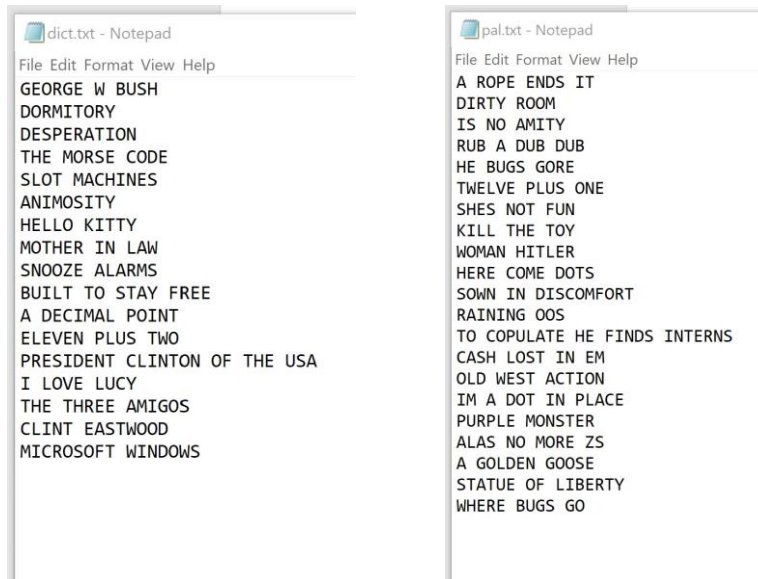 dict.txt - Notepad
File Edit Format View Help
GEORGE W BUSH
DORMITORY
DESPERATION
THE MORSE CODE
SLOT MACHINES
ANIMOSITY
HELLO KITTY
MOTHER IN LAW
SNOOZE ALARMS
BUILT TO STAY FREE
A DECIMAL POINT
ELEVEN PLUS TWO
PRESIDENT CLINTON OF THE USA
I LOVE LUCY
THE THREE AMIGOS
CLINT EASTWOOD
MICROSOFT WINDOWS
pal.txt - Notepad
File Edit Format View Help
A ROPE ENDS IT
DIRTY ROOM
IS NO AMITY
RUB A DUB DUB
HE BUGS GORE
TWELVE PLUS ONE
SHES NOT FUN
KILL THE TOY
WOMAN HITLER
HERE COME DOTS
SOWN IN DISCOMFORT
RAINING OOS
TO COPULATE HE FINDS INTERNS
CASH LOST IN EM
OLD WEST ACTION
IM A DOT IN PLACE
PURPLE MONSTER
ALAS NO MORE ZS
A GOLDEN GOOSE
STATUE OF LIBERTY
WHERE BUGS GO